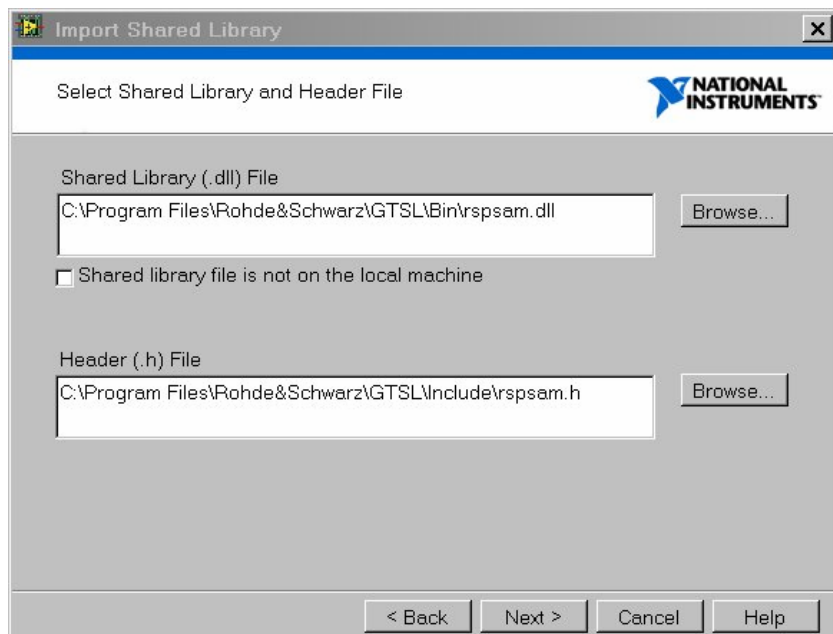 Import Shared Library
Select Shared Library and Header File
NATIONAL
INSTRUMENTS™
Shared Library (.dll) File
C:\Program Files\Rohde&Schwarz\GTSL\Bin\rspsam.dll
Browse...
Shared library file is not on the local machine
Header (.h) File
C:\Program Files\Rohde&Schwarz\GTSL\Include\rspsam.h
Browse...
< Back
Next >
Cancel
Help